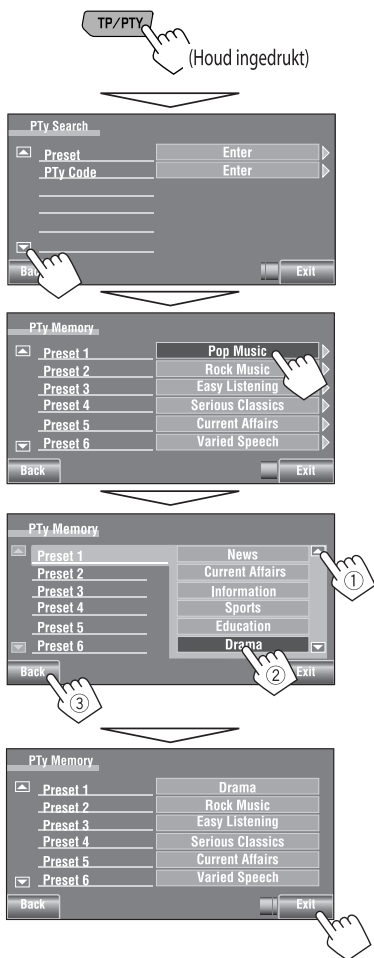 TP/PTY
(Houd ingedrukt)
PTy Search
Preset Enter
PTy Code Enter
Back Exit
PTy Memory
Preset 1 Pop Music
Preset 2 Rock Music
Preset 3 Easy Listening
Preset 4 Serious Classics
Preset 5 Current Affairs
Preset 6 Varied Speech
Back Exit
PTy Memory
Preset 1 News
Preset 2 Current Affairs
Preset 3 Information
Preset 4 Sports
Preset 5 Education
Preset 6 Drama
Back Exit
①
②
③
PTy Memory
Preset 1 Drama
Preset 2 Rock Music
Preset 3 Easy Listening
Preset 4 Serious Classics
Preset 5 Current Affairs
Preset 6 Varied Speech
Back Exit